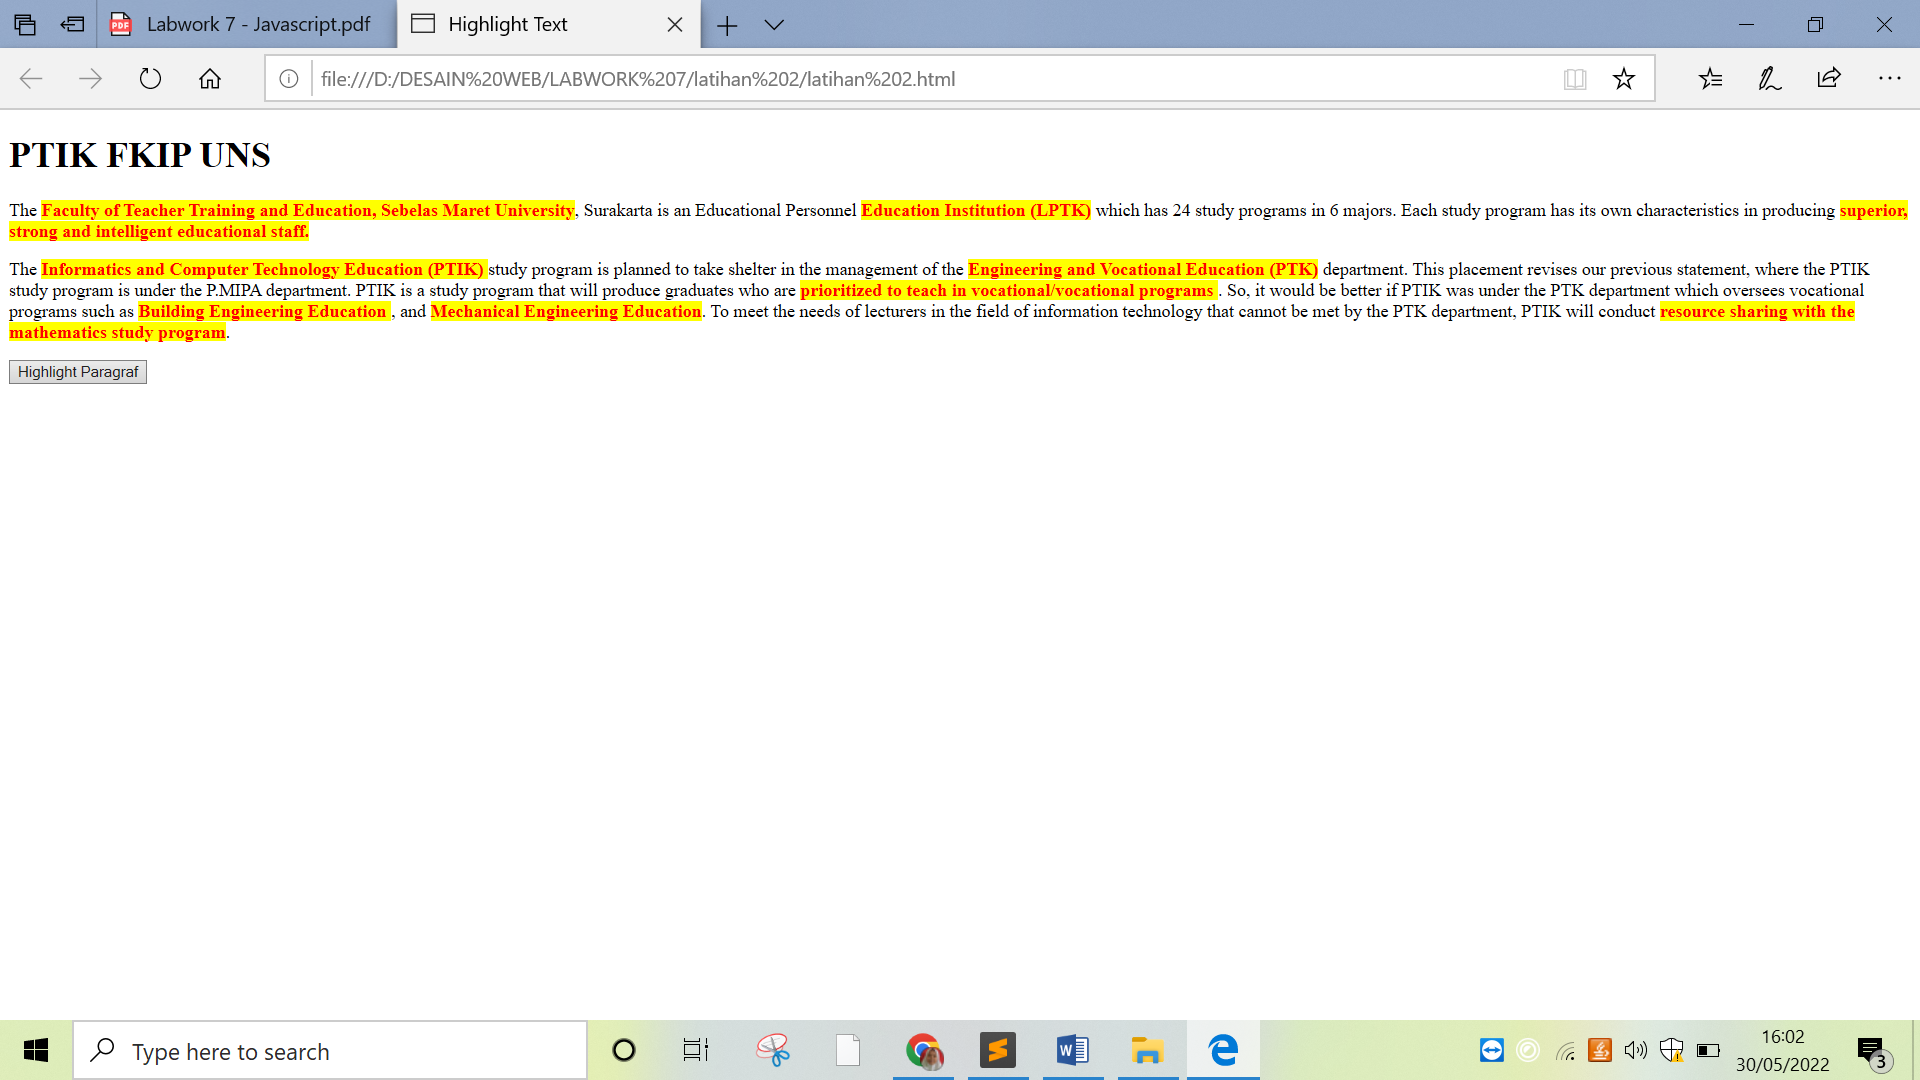 Labwork 7 - Javascript.pdf
Highlight Text
file:///D:/DESAIN%20WEB/LABWORK%207/latihan%202/latihan%202.html
PTIK FKIP UNS
The Faculty of Teacher Training and Education, Sebelas Maret University, Surakarta is an Educational Personnel Education Institution (LPTK) which has 24 study programs in 6 majors. Each study program has its own characteristics in producing superior,
strong and intelligent educational staff.
The Informatics and Computer Technology Education (PTIK) study program is planned to take shelter in the management of the Engineering and Vocational Education (PTK) department. This placement revises our previous statement, where the PTIK
study program is under the P.MIPA department. PTIK is a study program that will produce graduates who are prioritized to teach in vocational/vocational programs . So, it would be better if PTIK was under the PTK department which oversees vocational
programs such as Building Engineering Education , and Mechanical Engineering Education. To meet the needs of lecturers in the field of information technology that cannot be met by the PTK department, PTIK will conduct resource sharing with the
mathematics study program.
Highlight Paragraf
Type here to search
16:02
30/05/2022
3